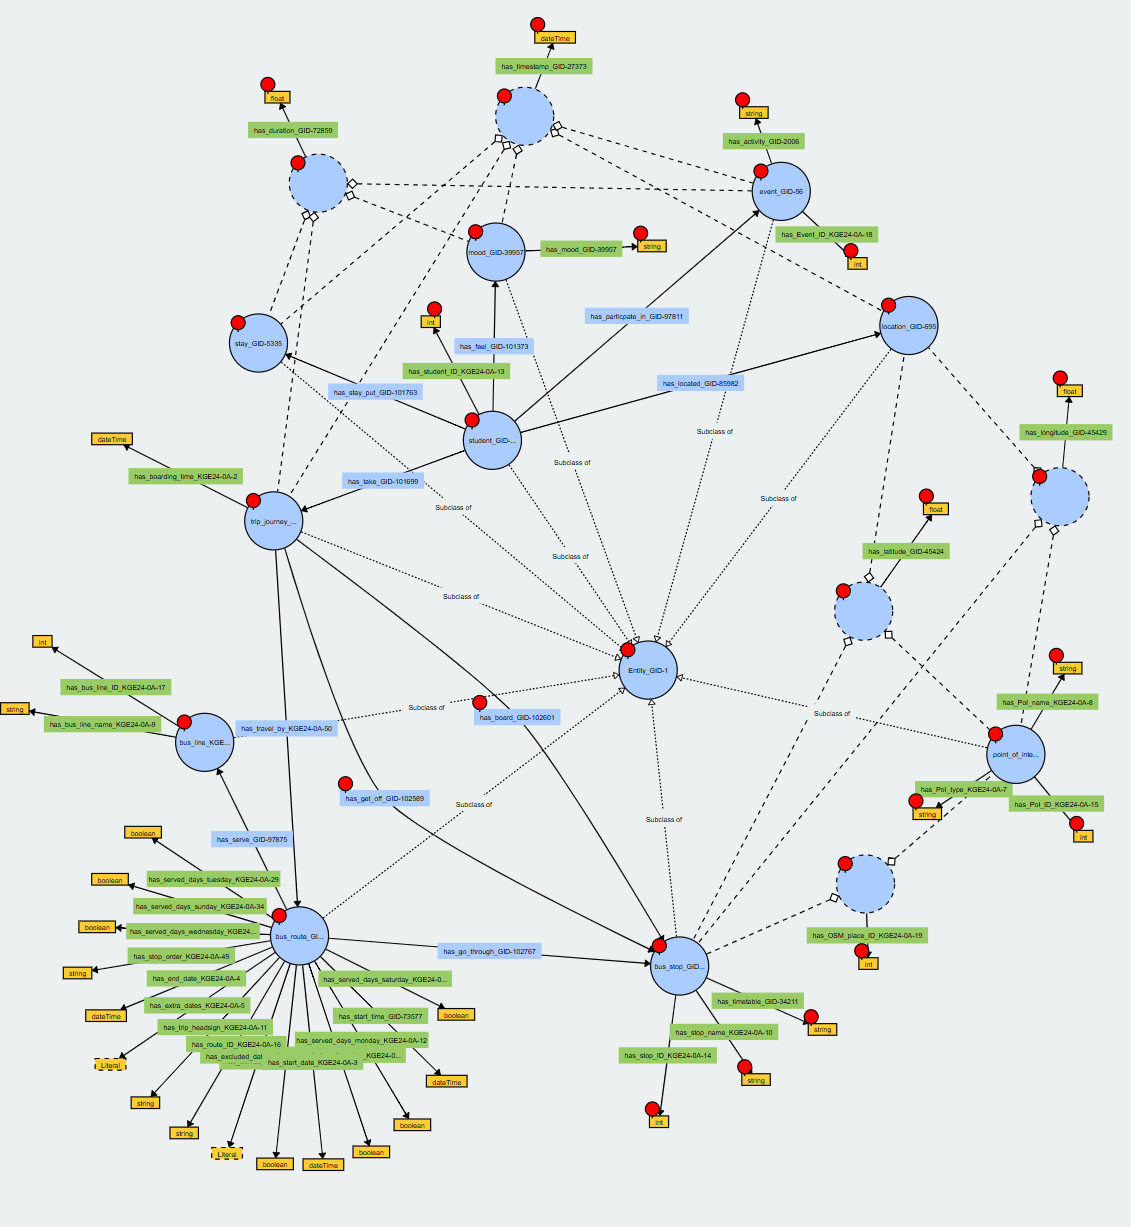 dateTime
has_timestamp_GID-27373
float
string
has_duration_GID-72859
has_activity_GID-2006
event_GID-56
has_Event_ID_KGE24-0A-18
mood_GID-39957
has_mood_GID-39957
string
int
has_particpate_in_GID-97811
int
location_GID-695
stay_GID-5335
has_feel_GID-101373
has_student_ID_KGE24-0A-13
has_located_GID-85982
has_stay_put_GID-101763
float
has_longitude_GID-45429
Subclass of
dateTime
student_GID-...
Subclass of
has_boarding_time_KGE24-0A-2
has_take_GID-101699
Subclass of
Subclass of
float
trip_journey_...
has_latitude_GID-45424
Subclass of
Subclass of
int
Entity_GID-1
string
has_bus_line_ID_KGE24-0A-17
has_PoI_name_KGE24-0A-8
string
has_bus_line_name_KGE24-0A-9
Subclass of
has_board_GID-102601
Subclass of
has_travel_by_KGE24-0A-50
bus_line_KGE...
point_of_inte...
has_PoI_type_KGE24-0A-7
has_get_off_GID-102589
Subclass of
has_PoI_ID_KGE24-0A-15
string
Subclass of
boolean
has_serve_GID-97875
int
boolean
has_served_days_tuesday_KGE24-0A-29
has_served_days_sunday_KGE24-0A-34
boolean
has_served_days_wednesday_KGE24...
bus_route_GI...
has_OSM_place_ID_KGE24-0A-19
has_stop_order_KGE24-0A-49
has_go_through_GID-102767
int
string
bus_stop_GID...
has_end_date_KGE24-0A-4
has_served_days_saturday_KGE24-0...
has_timetable_GID-34211
has_extra_dates_KGE24-0A-5
dateTime
has_start_time_GID-73577
boolean
has_trip_headsign_KGE24-0A-11
string
has_stop_name_KGE24-0A-10
has_route_ID_KGE24-0A-16
has_served_days_monday_KGE24-0A-12
has_stop_ID_KGE24-0A-14
has_excluded_dat
_KGE24-0...
has_start_date_KGE24-0A-3
Literal
dateTime
string
string
boolean
int
string
Literal
boolean
boolean
dateTime